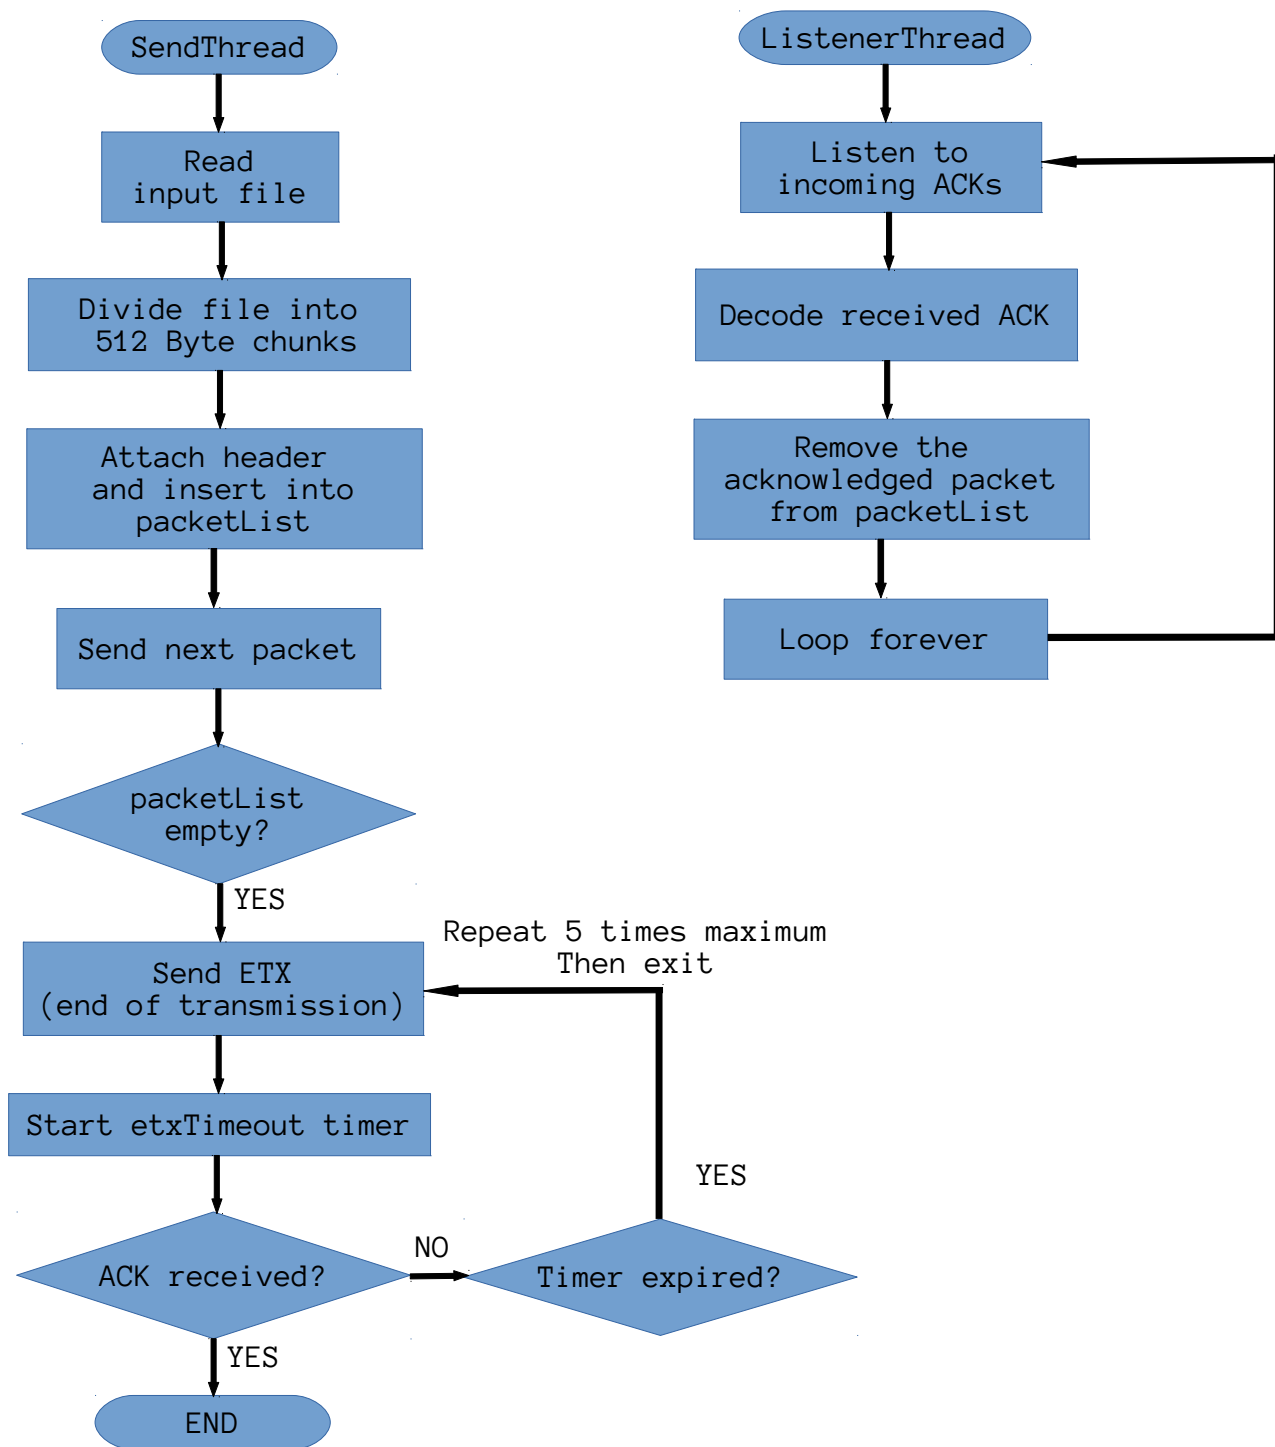 SendThread
Read
input file
Divide file into
512 Byte chunks
Attach header
and insert into
packetList
Send next packet
packetList
empty?
YES
Send ETX
(end of transmission)
Repeat 5 times maximum
Then exit
Start etxTimeout timer
ACK received?
NO
Timer expired?
YES
YES
END
ListenerThread
Listen to
incoming ACKs
Decode received ACK
Remove the
acknowledged packet
from packetList
Loop forever